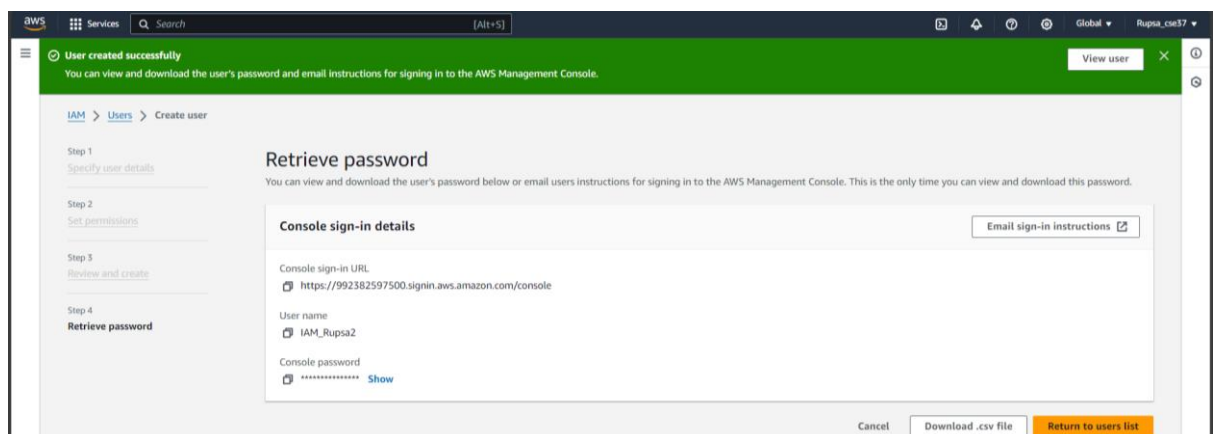 aws
Services
Search
[Alt+S]
Global
Rupsa_cse37
User created successfully
You can view and download the user's password and email instructions for signing in to the AWS Management Console.
View user
IAM > Users > Create user
Step 1
Specify user details
Step 2
Set permissions
Step 3
Review and create
Step 4
Retrieve password
Retrieve password
You can view and download the user's password below or email users instructions for signing in to the AWS Management Console. This is the only time you can view and download this password.
Console sign-in details
Email sign-in instructions
Console sign-in URL
https://992382597500.signin.aws.amazon.com/console
User name
IAM_Rupsa2
Console password
*************** Show
Cancel
Download .csv file
Return to users list